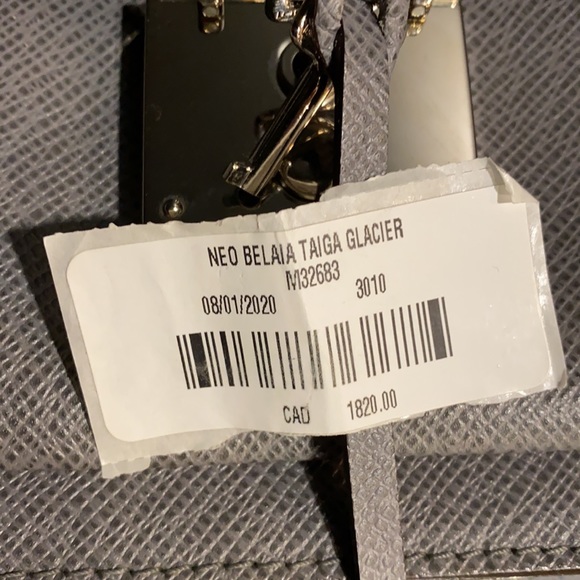 NEO BELAIA TAIGA GLACIER
M32683
08/01/2020 3010
CAD 1820.00